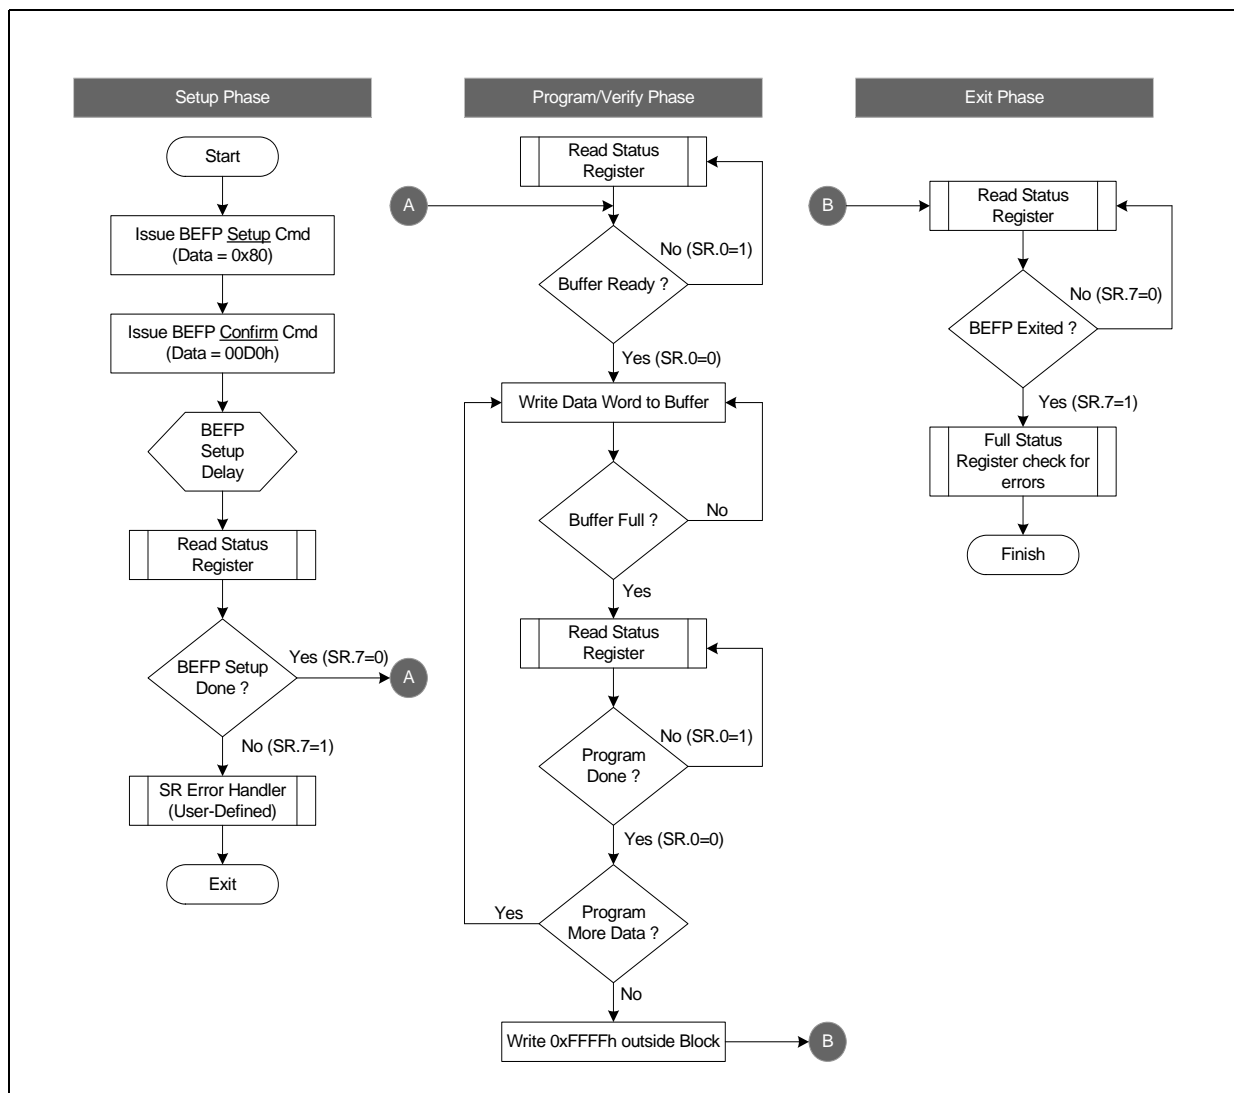 Setup Phase
Start
Issue BEFP Setup Cmd
(Data = 0x80)
Issue BEFP Confirm Cmd
(Data = 00D0h)
BEFP
Setup
Delay
Read Status
Register
BEFP Setup
Done ?
Yes (SR.7=0)
A
No (SR.7=1)
SR Error Handler
(User-Defined)
Exit
Program/Verify Phase
Read Status
Register
A
No (SR.0=1)
Buffer Ready ?
Yes (SR.0=0)
Write Data Word to Buffer
Buffer Full ?
No
Yes
Read Status
Register
No (SR.0=1)
Program
Done ?
Yes (SR.0=0)
Program
More Data ?
Yes
No
Write 0xFFFFh outside Block
B
Exit Phase
B
Read Status
Register
No (SR.7=0)
BEFP Exited ?
Yes (SR.7=1)
Full Status
Register check for
errors
Finish